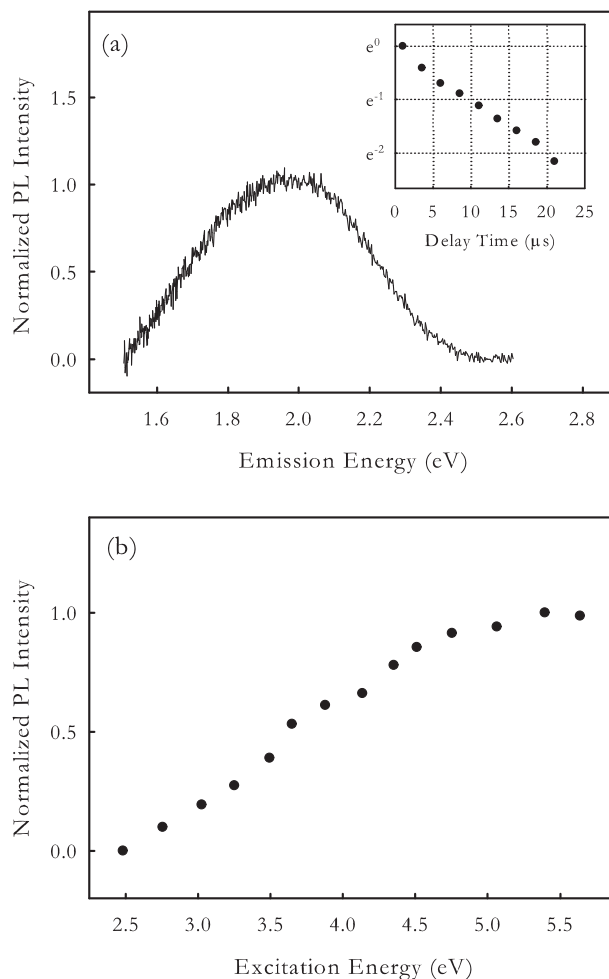 (a)
Normalized PL Intensity
1.5
1.0
0.5
0.0
1.6 1.8 2.0 2.2 2.4 2.6 2.8
Emission Energy (eV)
e0
e-1
e-2
0 5 10 15 20 25
Delay Time (μs)
(b)
Normalized PL Intensity
1.0
0.5
0.0
2.5 3.0 3.5 4.0 4.5 5.0 5.5
Excitation Energy (eV)